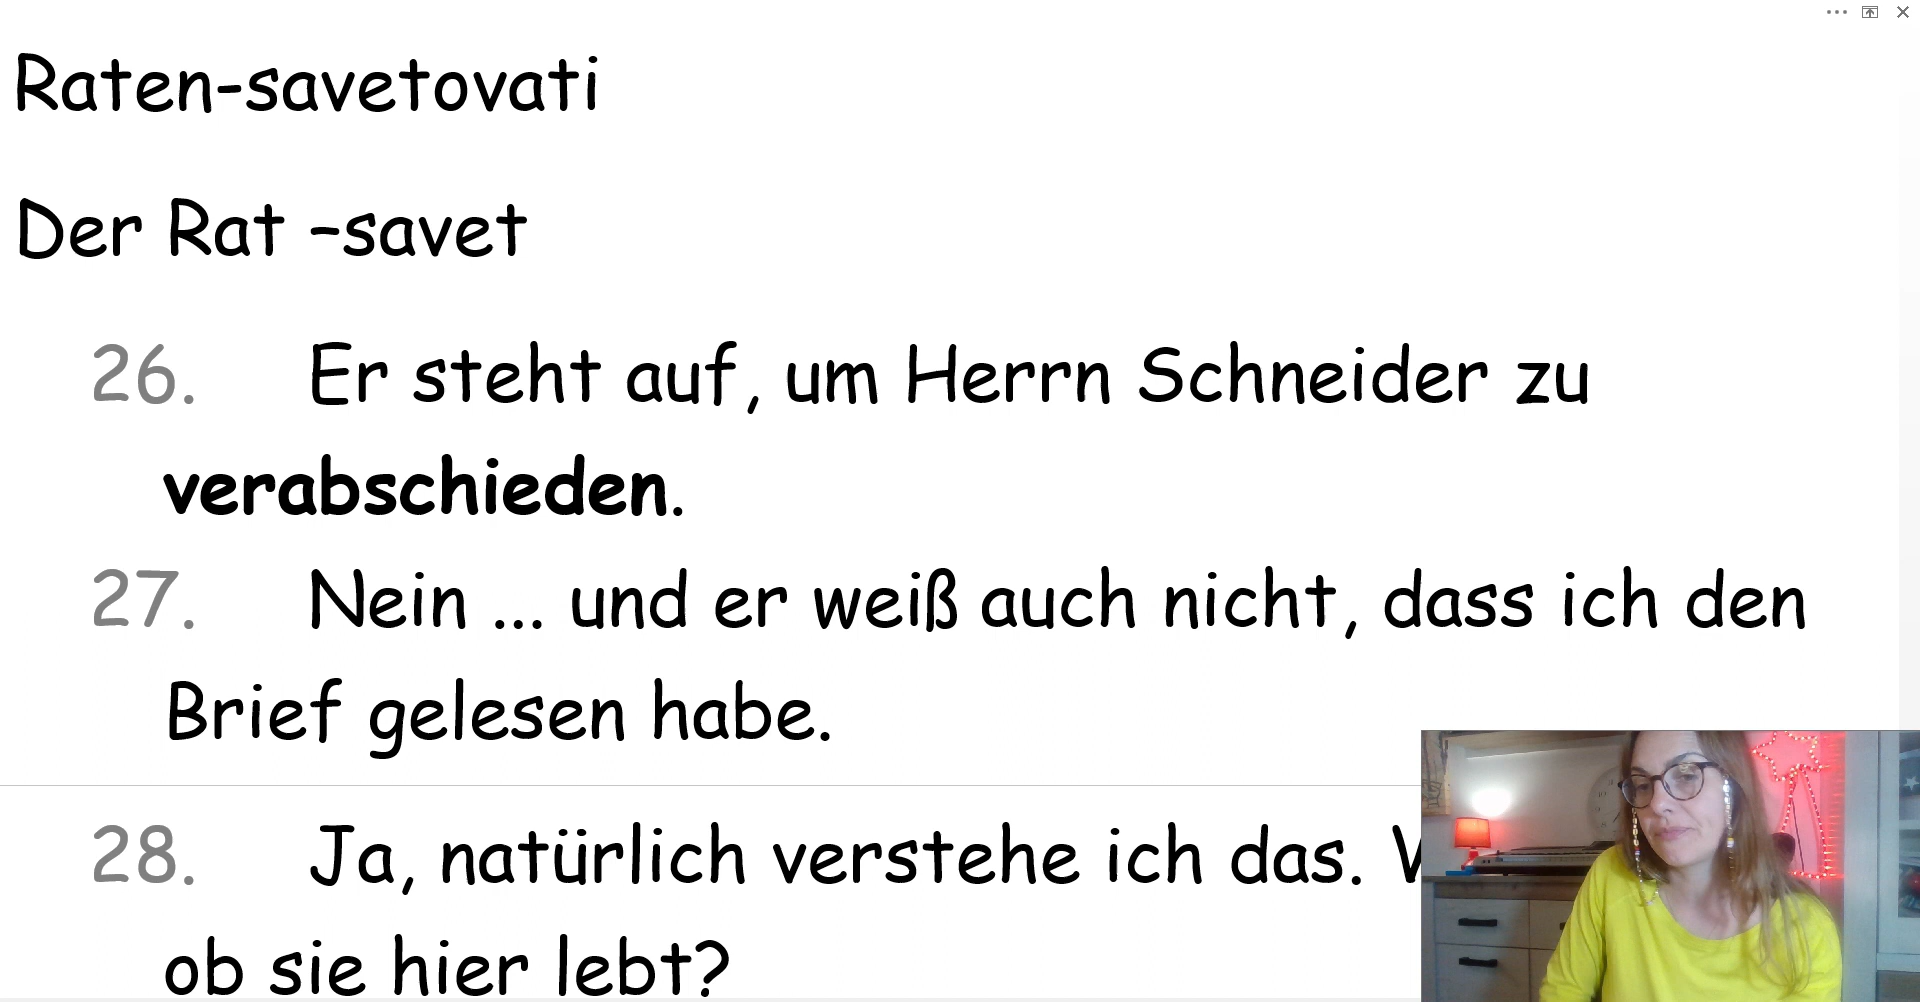 Raten-savetovati
Der Rat –savet
26. Er steht auf, um Herrn Schneider zu
verabschieden.
27. Nein ... und er weiß auch nicht, dass ich den
Brief gelesen habe.
28. Ja, natürlich verstehe ich das.
ob sie hier lebt?